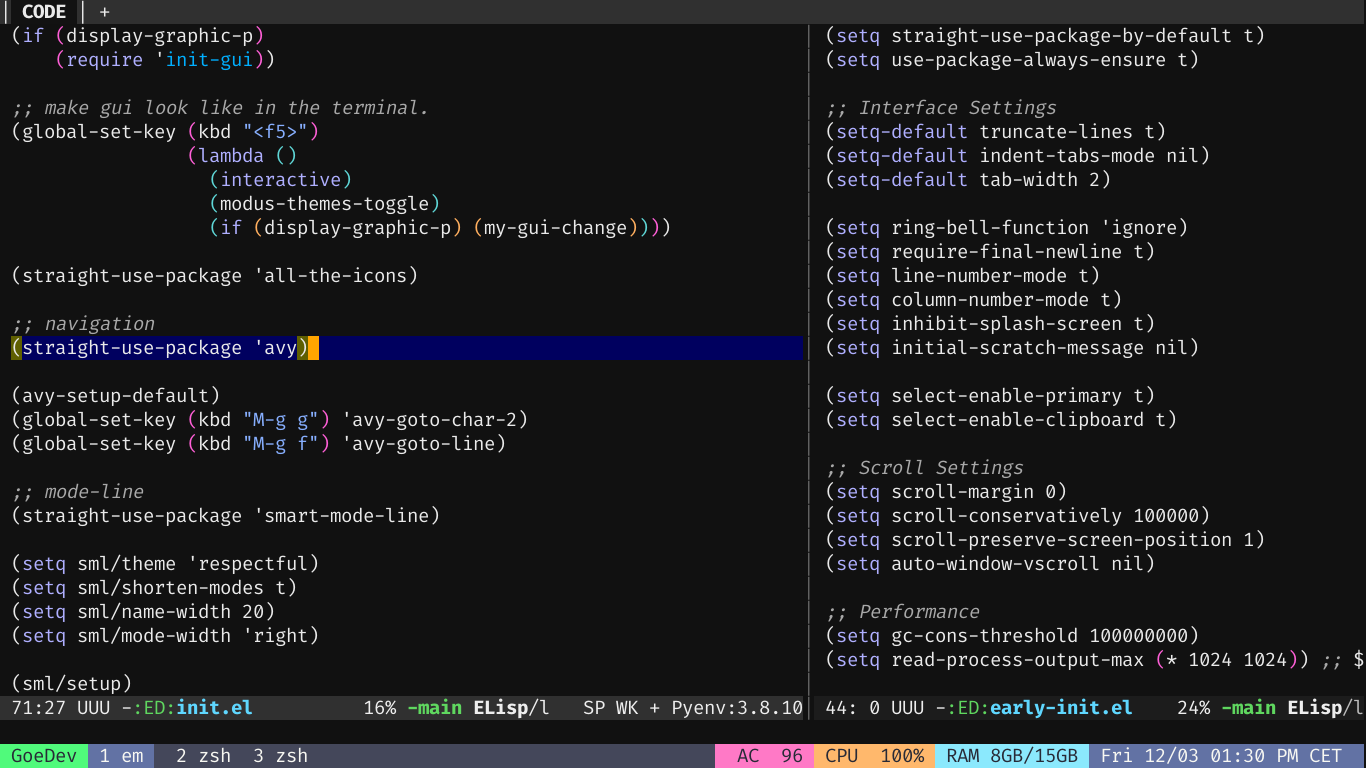 CODE | +
(if (display-graphic-p)
    (require 'init-gui))
;; make gui look like in the terminal.
(global-set-key (kbd "<f5>")
                (lambda ()
                  (interactive)
                  (modus-themes-toggle)
                  (if (display-graphic-p) (my-gui-change))))
(straight-use-package 'all-the-icons)
;; navigation
(straight-use-package 'avy)
(avy-setup-default)
(global-set-key (kbd "M-g g") 'avy-goto-char-2)
(global-set-key (kbd "M-g f") 'avy-goto-line)
;; mode-line
(straight-use-package 'smart-mode-line)
(setq sml/theme 'respectful)
(setq sml/shorten-modes t)
(setq sml/name-width 20)
(setq sml/mode-width 'right)
(sml/setup)
71:27 UUU -:ED:init.el 16% -main ELisp/l SP WK + Pyenv:3.8.10
(setq straight-use-package-by-default t)
(setq use-package-always-ensure t)
;; Interface Settings
(setq-default truncate-lines t)
(setq-default indent-tabs-mode nil)
(setq-default tab-width 2)
(setq ring-bell-function 'ignore)
(setq require-final-newline t)
(setq line-number-mode t)
(setq column-number-mode t)
(setq inhibit-splash-screen t)
(setq initial-scratch-message nil)
(setq select-enable-primary t)
(setq select-enable-clipboard t)
;; Scroll Settings
(setq scroll-margin 0)
(setq scroll-conservatively 100000)
(setq scroll-preserve-screen-position 1)
(setq auto-window-vscroll nil)
;; Performance
(setq gc-cons-threshold 100000000)
(setq read-process-output-max (* 1024 1024)) ;; $
44: 0 UUU -:ED:early-init.el 24% -main ELisp/l
GoeDev 1 em 2 zsh 3 zsh AC 96 CPU 100% RAM 8GB/15GB Fri 12/03 01:30 PM CET